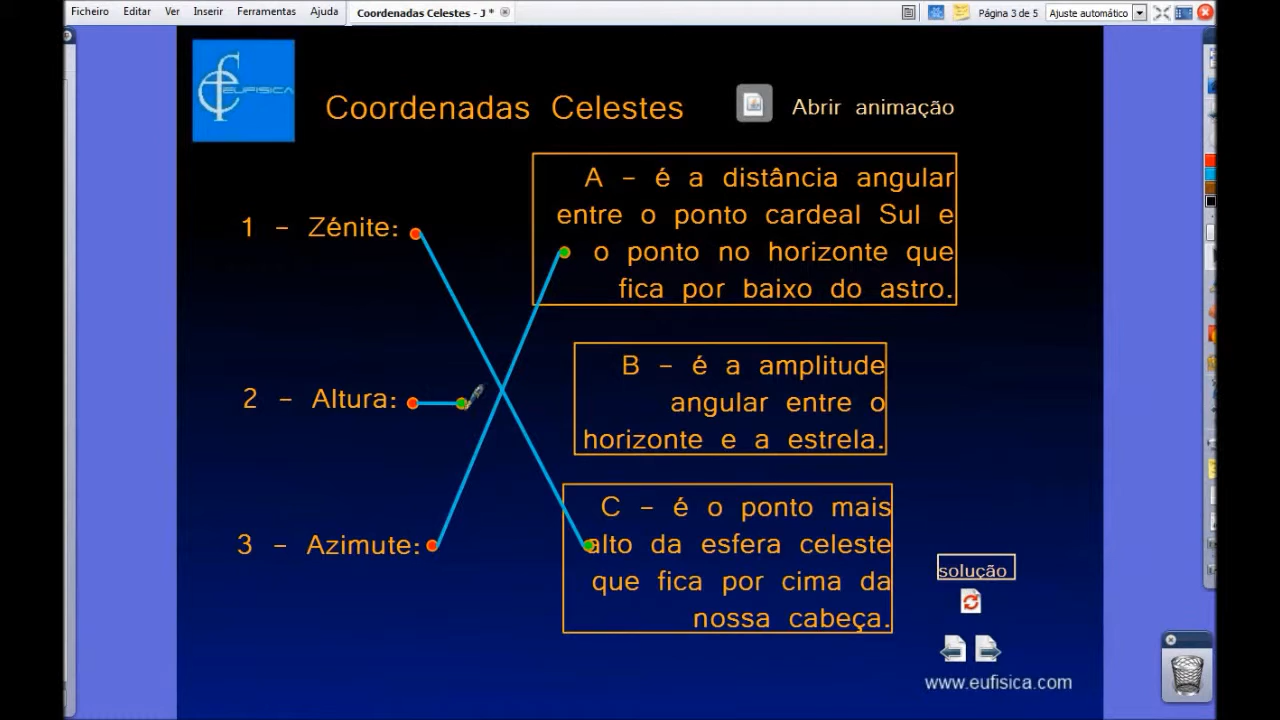 Ficheiro Editar Ver Inserir Ferramentas Ajuda Coordenadas Celestes - J * Página 3 de 5 Ajuste automático
EUFISICA
Coordenadas Celestes
Abrir animação
1 - Zénite:
2 - Altura:
3 - Azimute:
A - é a distância angular
entre o ponto cardeal Sul e
o ponto no horizonte que
fica por baixo do astro.
B - é a amplitude
angular entre o
horizonte e a estrela.
C - é o ponto mais
alto da esfera celeste
que fica por cima da
nossa cabeça.
solução
www.eufisica.com